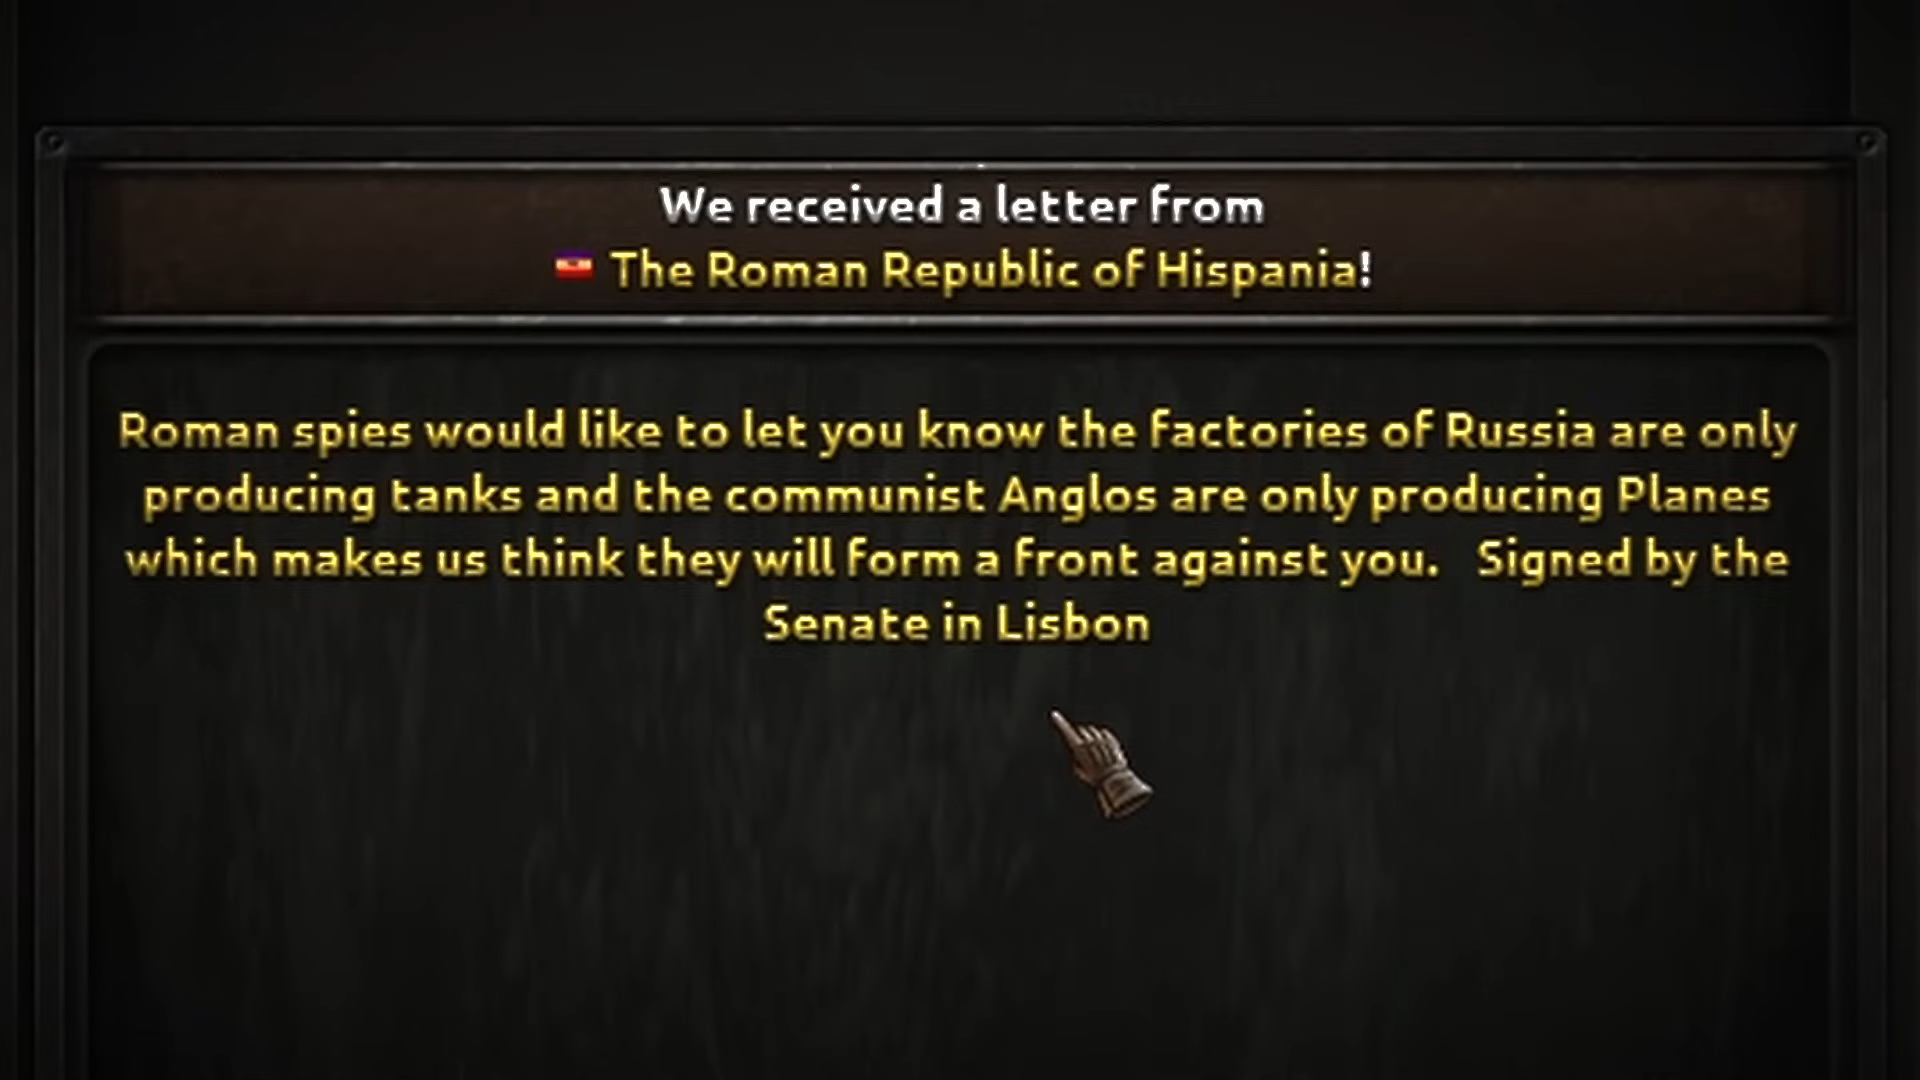 We received a letter from
The Roman Republic of Hispania!
Roman spies would like to let you know the factories of Russia are only
producing tanks and the communist Anglos are only producing Planes
which makes us think they will form a front against you.   Signed by the
Senate in Lisbon